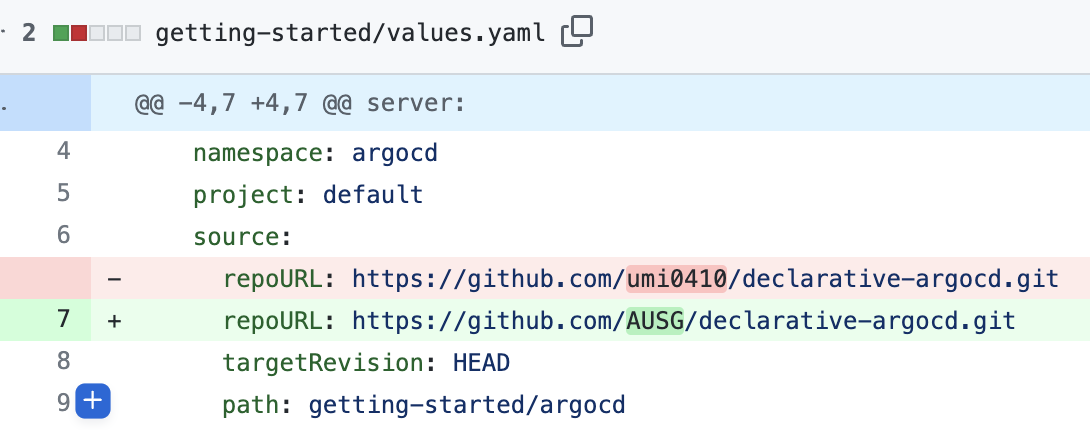 2 getting-started/values.yaml
@@ -4,7 +4,7 @@ server:
4 namespace: argocd
5 project: default
6 source:
- repoURL: https://github.com/umi0410/declarative-argocd.git
7 + repoURL: https://github.com/AUSG/declarative-argocd.git
8 targetRevision: HEAD
9 + path: getting-started/argocd